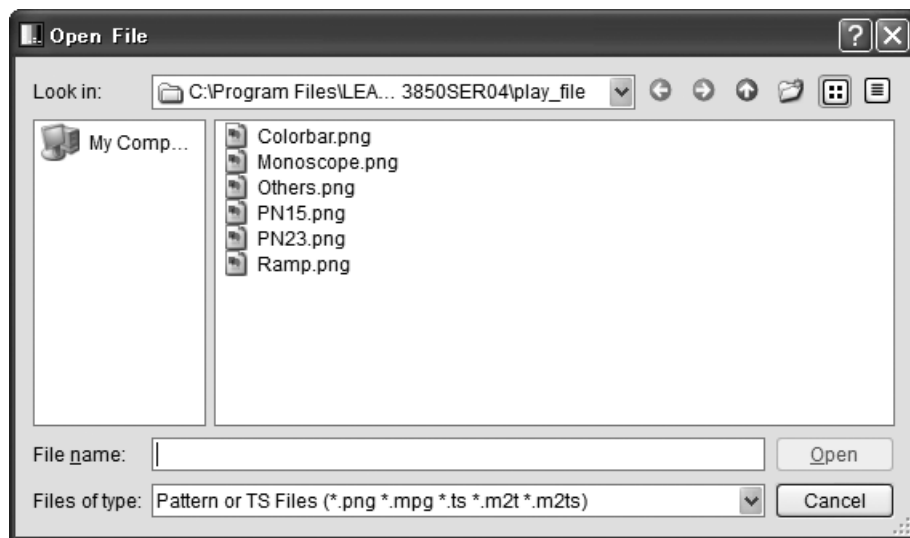 Open File
Look in: C:\Program Files\LEA... 3850SER04\play_file
My Comp...
Colorbar.png
Monoscope.png
Others.png
PN15.png
PN23.png
Ramp.png
File name: Open
Files of type: Pattern or TS Files (*.png *.mpg *.ts *.m2t *.m2ts) Cancel